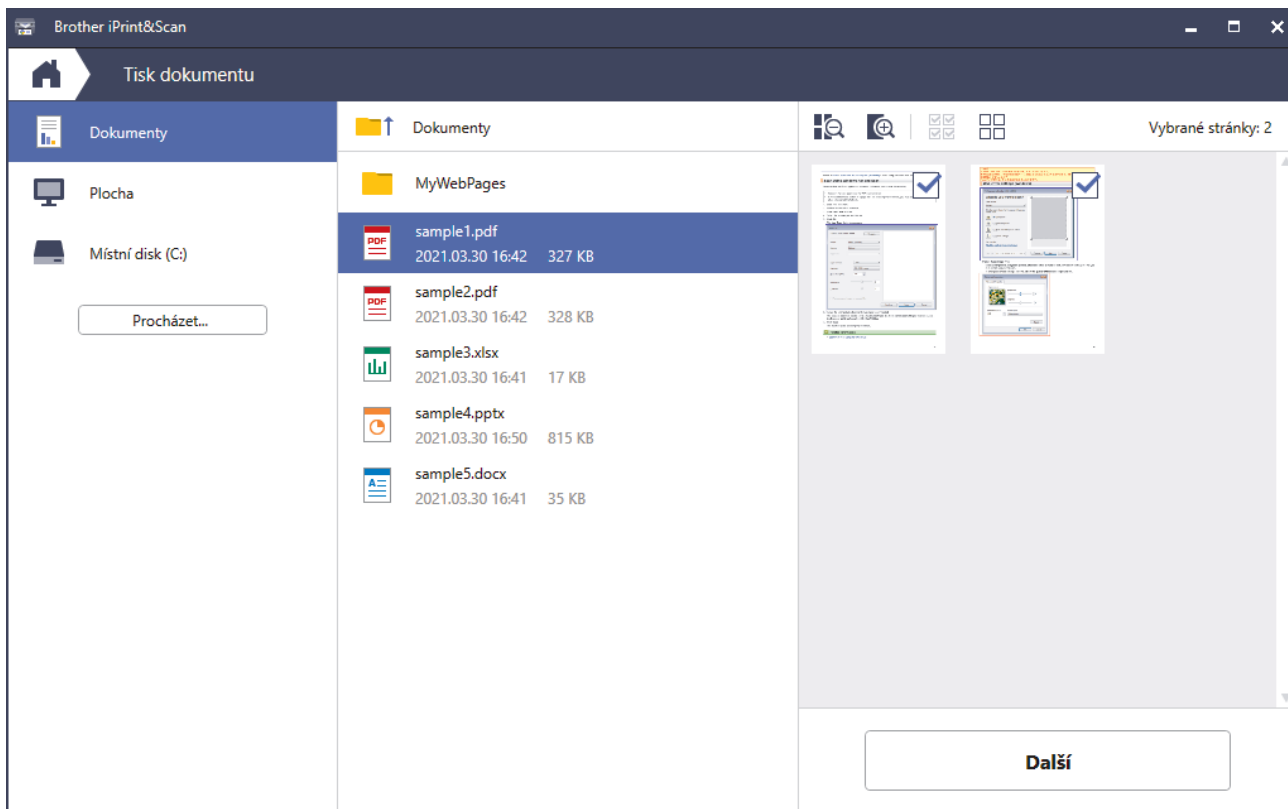 Brother iPrint&Scan
Tisk dokumentu
Dokumenty
Plocha
Místní disk (C:)
Procházet...
Dokumenty
MyWebPages
PDF
sample1.pdf
2021.03.30 16:42 327 KB
PDF
sample2.pdf
2021.03.30 16:42 328 KB
sample3.xlsx
2021.03.30 16:41 17 KB
sample4.pptx
2021.03.30 16:50 815 KB
A
sample5.docx
2021.03.30 16:41 35 KB
Vybrané stránky: 2
Další